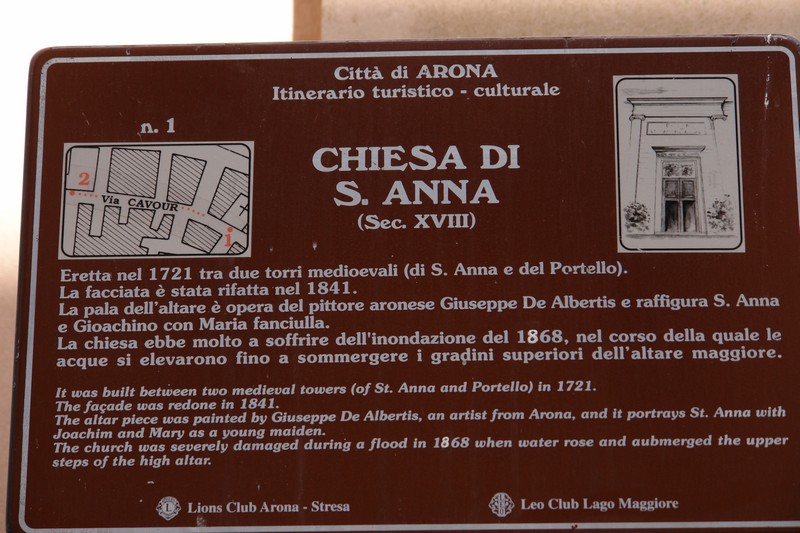 Città di ARONA
Itinerario turistico - culturale
n. 1
2
Via CAVOUR
i
CHIESA DI
S. ANNA
(Sec. XVIII)
Eretta nel 1721 tra due torri medioevali (di S. Anna e del Portello).
La facciata è stata rifatta nel 1841.
La pala dell'altare è opera del pittore aronese Giuseppe De Albertis e raffigura S. Anna
e Gioachino con Maria fanciulla.
La chiesa ebbe molto a soffrire dell'inondazione del 1868, nel corso della quale le
acque si elevarono fino a sommergere i gradini superiori dell'altare maggiore.
It was built between two medieval towers (of St. Anna and Portello) in 1721.
The façade was redone in 1841.
The altar piece was painted by Giuseppe De Albertis, an artist from Arona, and it portrays St. Anna with
Joachim and Mary as a young maiden.
The church was severely damaged during a flood in 1868 when water rose and aubmerged the upper
steps of the high altar.
Lions Club Arona - Stresa
Leo Club Lago Maggiore